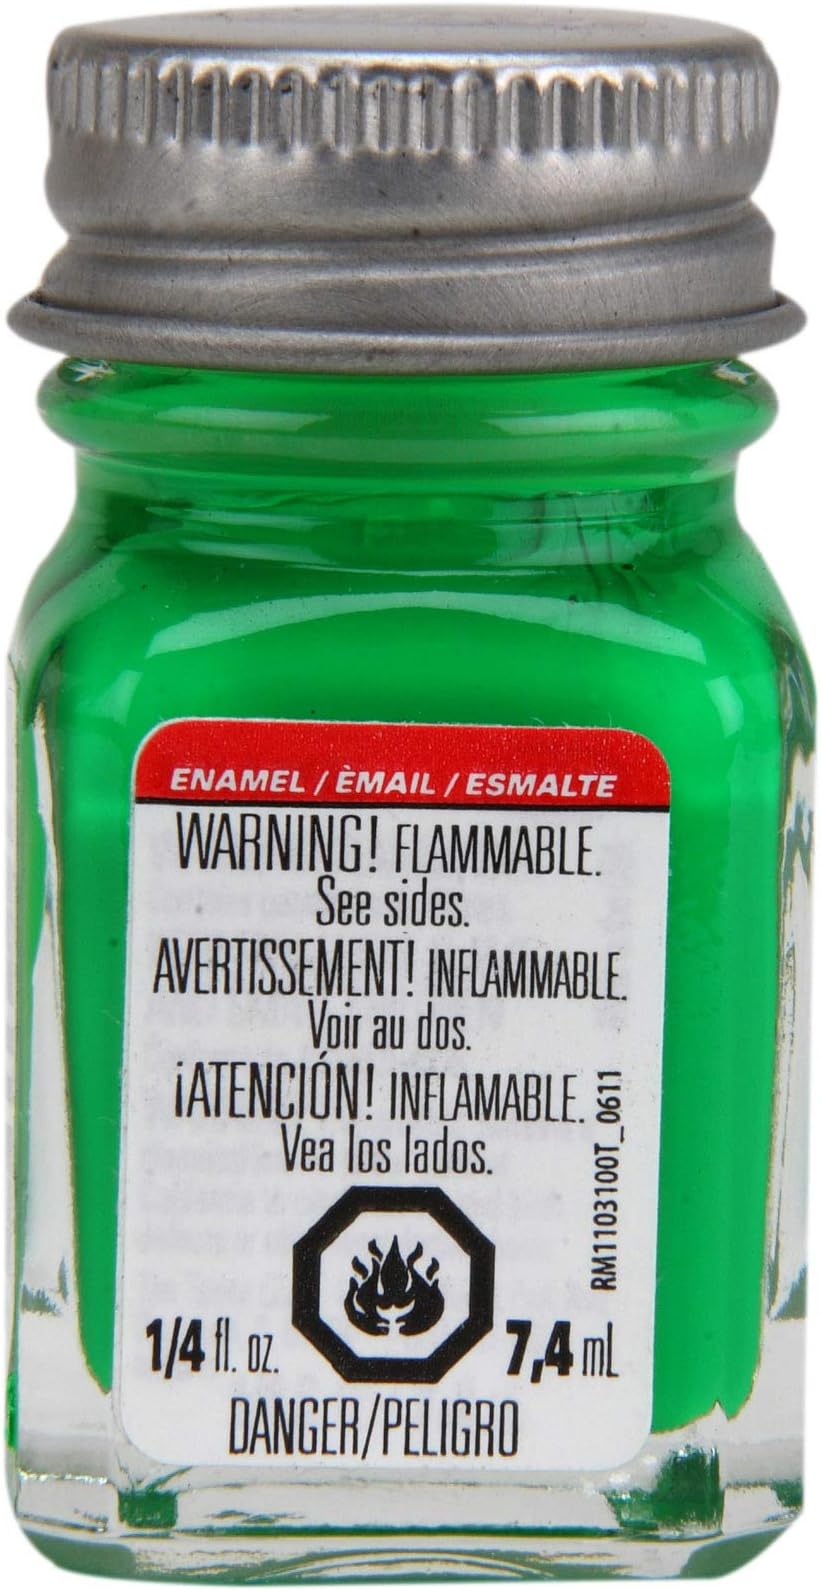 ENAMEL / ÈMAIL / ESMALTE
WARNING! FLAMMABLE.
See sides.
AVERTISSEMENT! INFLAMMABLE.
Voir au dos.
¡ATENCIÓN! INFLAMABLE.
Vea los lados.
RM1103100T_0611
1/4 fl. oz. 7,4 mL
DANGER/PELIGRO